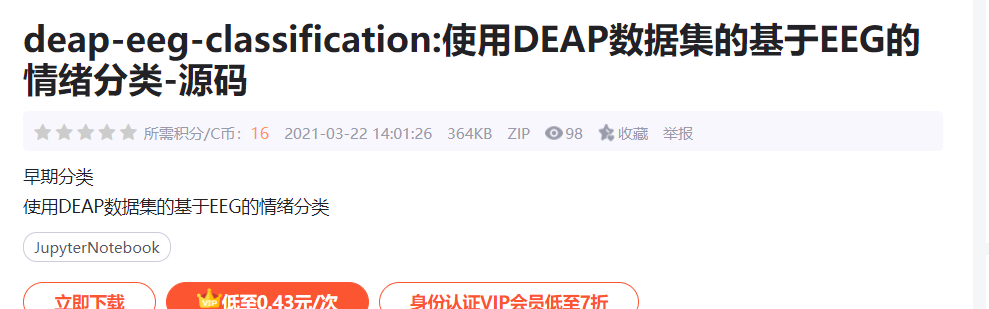 deap-eeg-classification:使用DEAP数据集的基于EEG的
情绪分类-源码
所需积分/C币：16 2021-03-22 14:01:26 364KB ZIP 98 收藏 举报
早期分类
使用DEAP数据集的基于EEG的情绪分类
JupyterNotebook
立即下载 VIP 低至0.43元/次 身份认证VIP会员低至7折